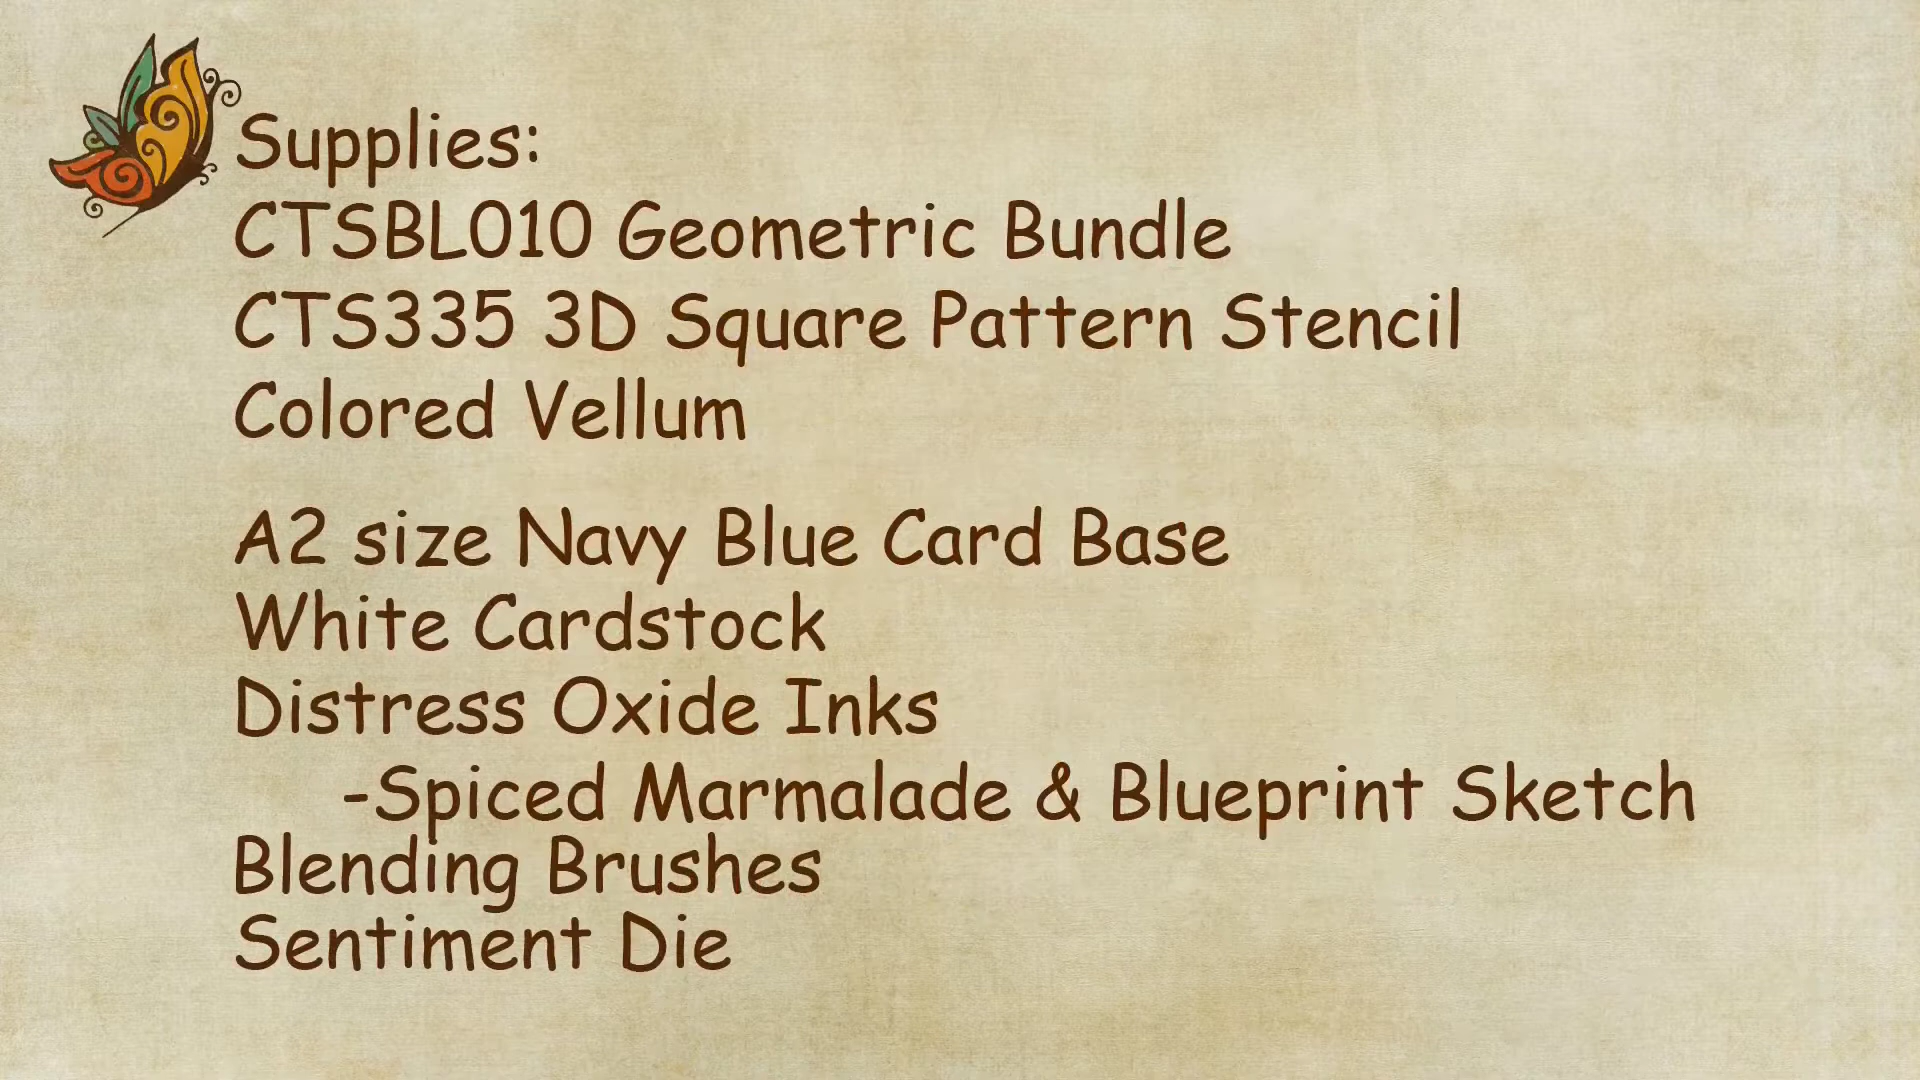 Supplies:
CTSBL010 Geometric Bundle
CTS335 3D Square Pattern Stencil
Colored Vellum
A2 size Navy Blue Card Base
White Cardstock
Distress Oxide Inks
-Spiced Marmalade & Blueprint Sketch
Blending Brushes
Sentiment Die